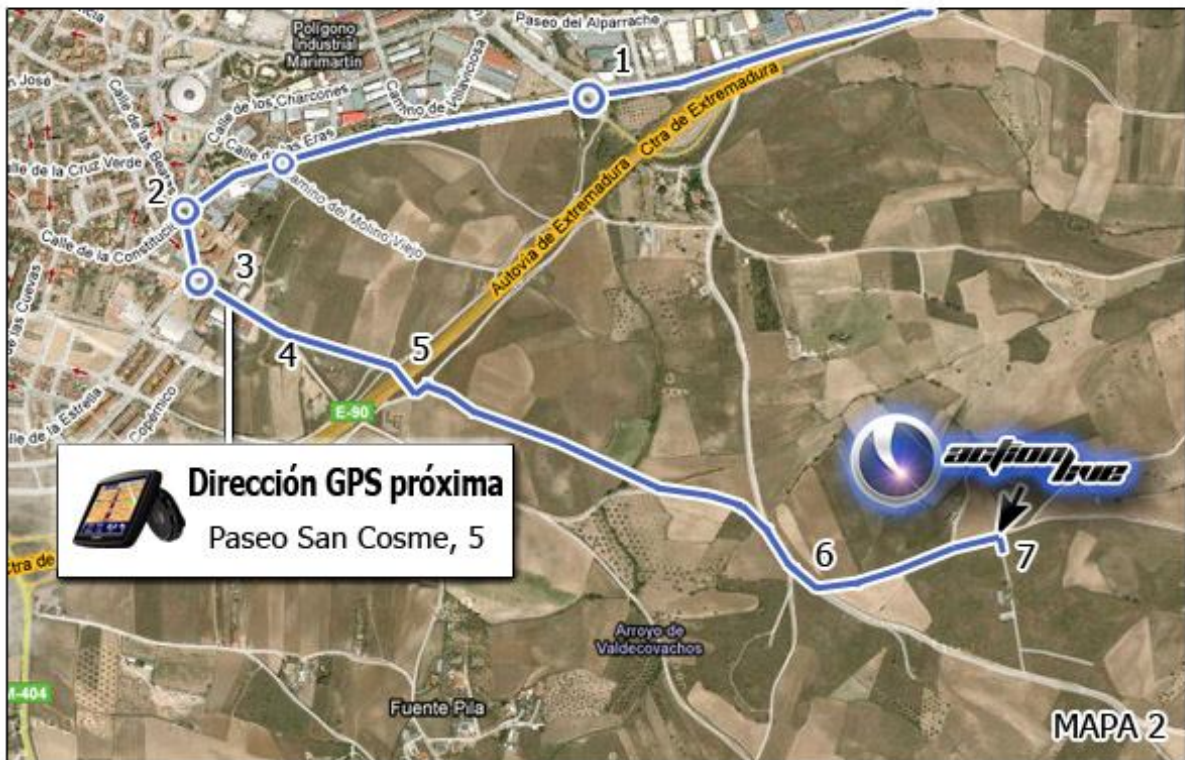 Paseo del Alparrache
Polígono
Industrial
Marimartín
1
José
Calle de los Charcones
Camino de Villaviciosa
Calle de las Eras
Calle de las
Calle de la Cruz Verde
2
Camino del Molino Viejo
Calle de la Constitución
3
Autovía de Extremadura
Ctra de Extremadura
4
5
de las Cuevas
Calle de la Estrella
Copérnico
E-90
Dirección GPS próxima
Paseo San Cosme, 5
action live
6
7
Ctra de
Arroyo de
Valdecovachos
M-404
Fuente Pila
MAPA 2